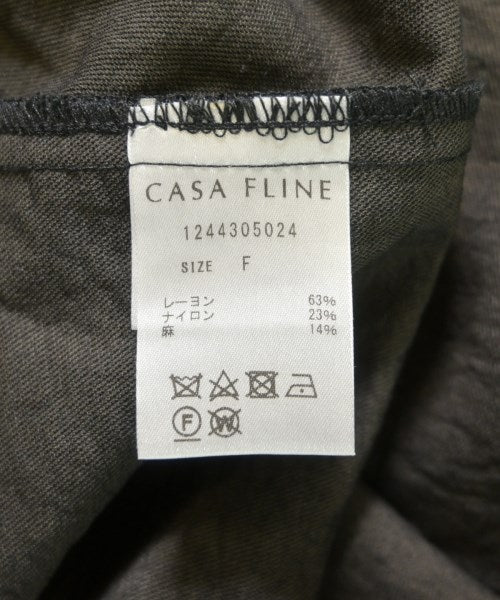 CASA FLINE
1244305024
SIZE F
レーヨン 63%
ナイロン 23%
麻 14%
F W